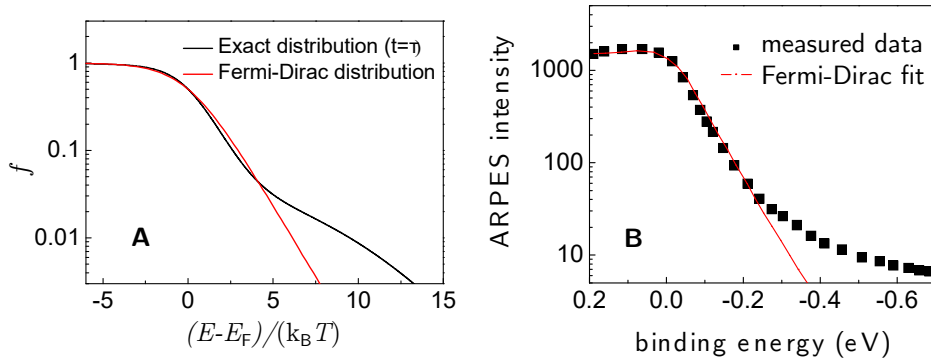 Exact distribution (t=τ)
Fermi-Dirac distribution
1
0.1
0.01
f
A
-5 0 5 10 15
(E-E_F)/(k_B T)
measured data
Fermi-Dirac fit
1000
100
10
ARPES intensity
B
0.2 0.0 -0.2 -0.4 -0.6
binding energy (eV)